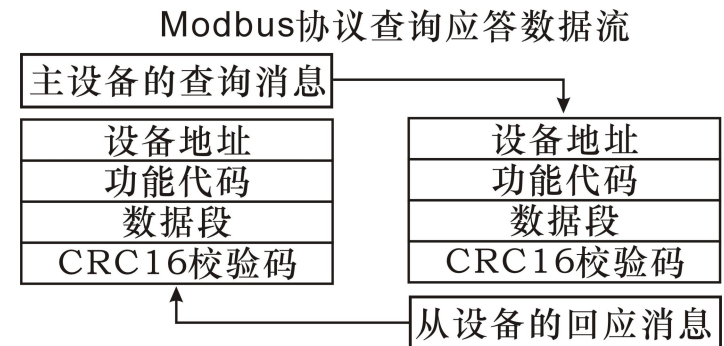 Modbus协议查询应答数据流
主设备的查询消息
设备地址
功能代码
数据段
CRC16校验码
设备地址
功能代码
数据段
CRC16校验码
从设备的回应消息